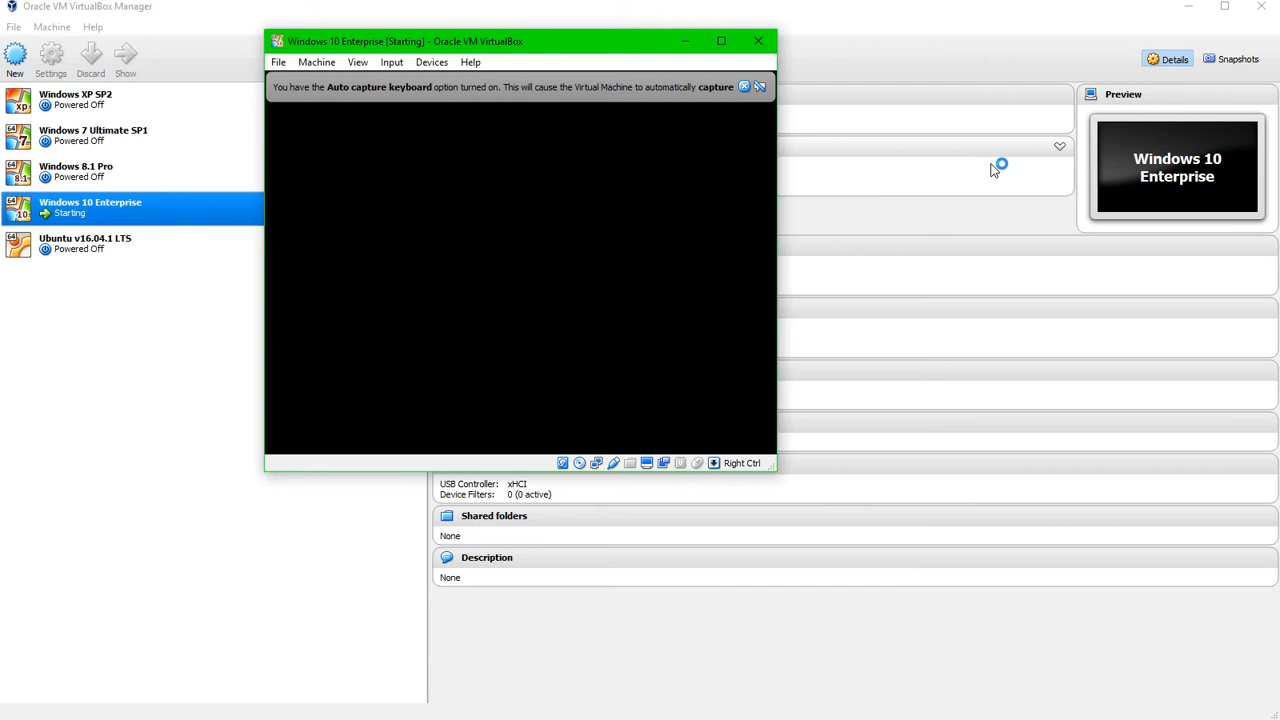 Oracle VM VirtualBox Manager
File Machine Help
New Settings Discard Show
Details Snapshots
Windows XP SP2
Powered Off
Windows 7 Ultimate SP1
Powered Off
Windows 8.1 Pro
Powered Off
Windows 10 Enterprise
Starting
Ubuntu v16.04.1 LTS
Powered Off
Windows 10 Enterprise [Starting] - Oracle VM VirtualBox
File Machine View Input Devices Help
You have the Auto capture keyboard option turned on. This will cause the Virtual Machine to automatically capture
Right Ctrl
Preview
Windows 10
Enterprise
USB Controller: xHCI
Device Filters: 0 (0 active)
Shared folders
None
Description
None